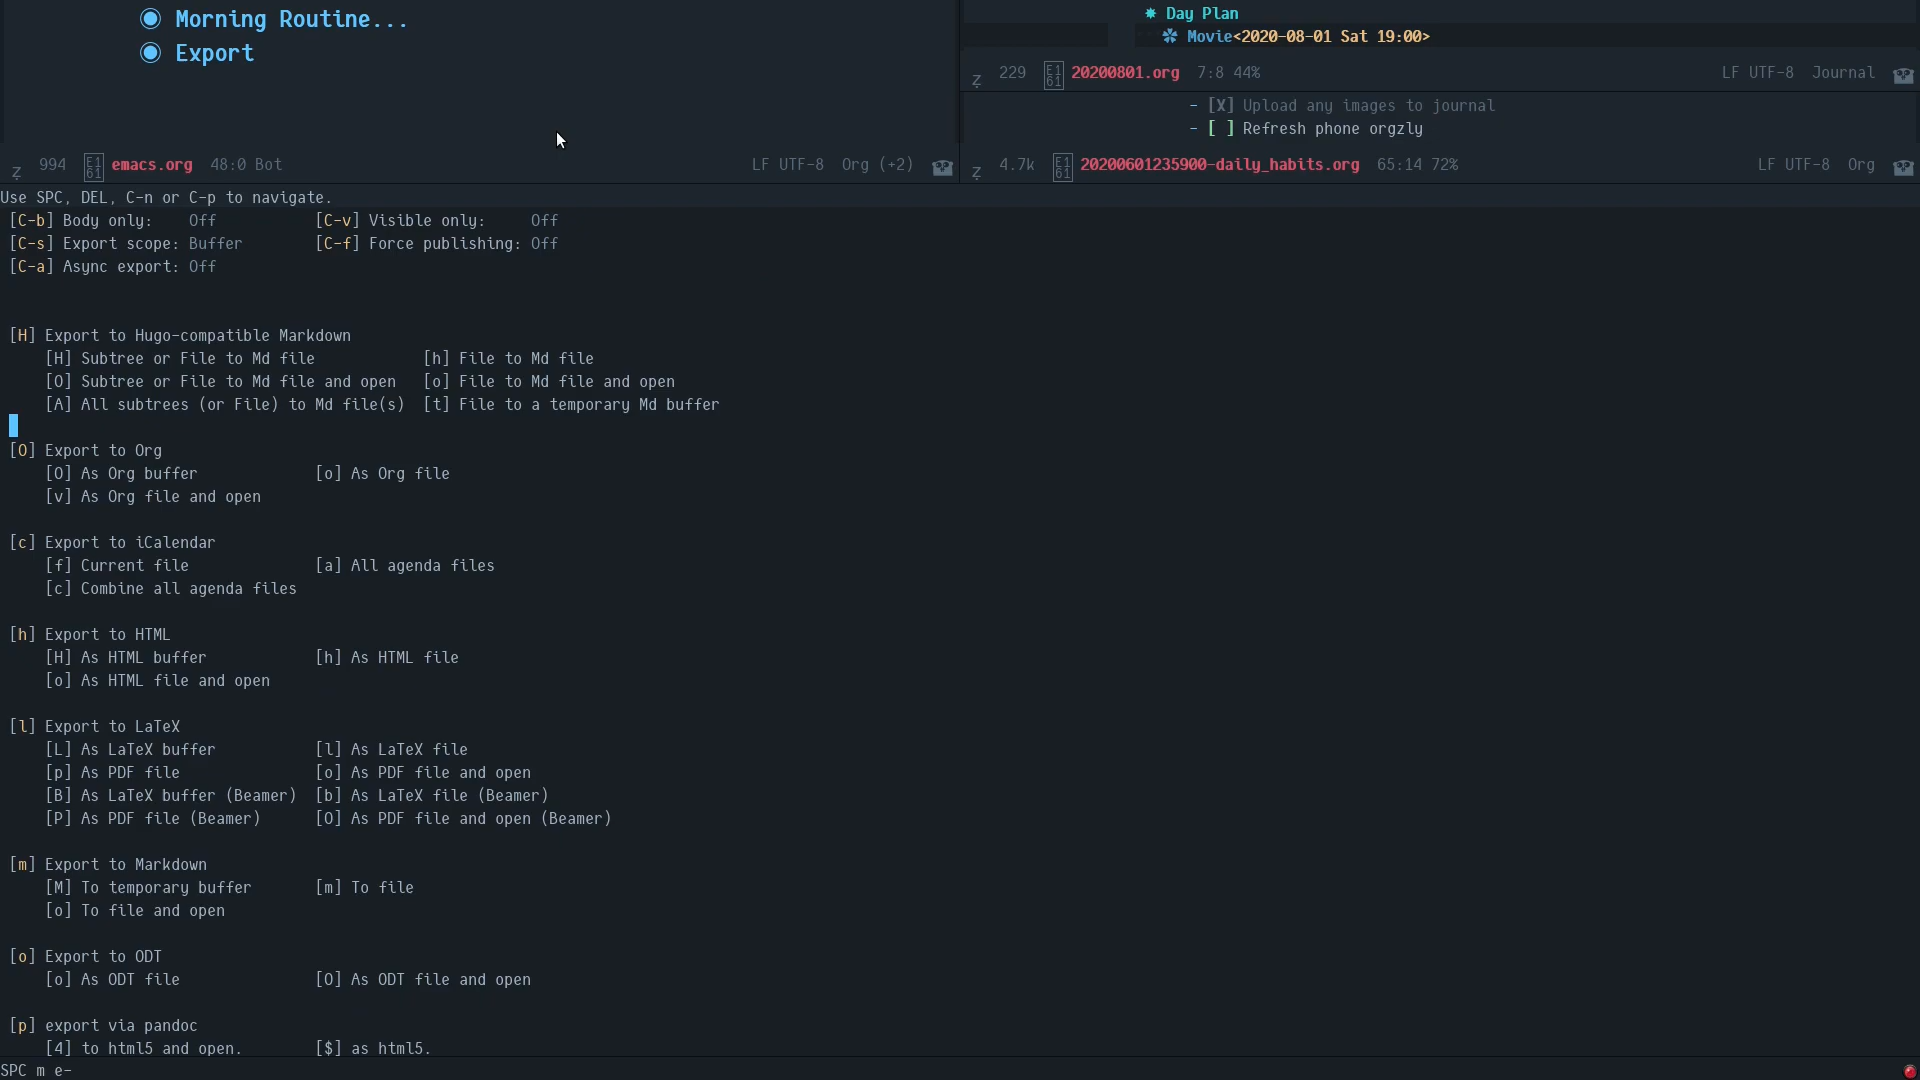 Morning Routine...
Export
994 emacs.org 48:0 Bot LF UTF-8 Org (+2)
Day Plan
Movie<2020-08-01 Sat 19:00>
229 20200801.org 7:8 44% LF UTF-8 Journal
- [X] Upload any images to journal
- [ ] Refresh phone orgzly
4.7k 20200601235900-daily_habits.org 65:14 72% LF UTF-8 Org
Use SPC, DEL, C-n or C-p to navigate.
[C-b] Body only: Off [C-v] Visible only: Off
[C-s] Export scope: Buffer [C-f] Force publishing: Off
[C-a] Async export: Off
[H] Export to Hugo-compatible Markdown
[H] Subtree or File to Md file [h] File to Md file
[O] Subtree or File to Md file and open [o] File to Md file and open
[A] All subtrees (or File) to Md file(s) [t] File to a temporary Md buffer
[O] Export to Org
[O] As Org buffer [o] As Org file
[v] As Org file and open
[c] Export to iCalendar
[f] Current file [a] All agenda files
[c] Combine all agenda files
[h] Export to HTML
[H] As HTML buffer [h] As HTML file
[o] As HTML file and open
[l] Export to LaTeX
[L] As LaTeX buffer [l] As LaTeX file
[p] As PDF file [o] As PDF file and open
[B] As LaTeX buffer (Beamer) [b] As LaTeX file (Beamer)
[P] As PDF file (Beamer) [O] As PDF file and open (Beamer)
[m] Export to Markdown
[M] To temporary buffer [m] To file
[o] To file and open
[o] Export to ODT
[o] As ODT file [O] As ODT file and open
[p] export via pandoc
[4] to html5 and open. [$] as html5.
SPC m e-